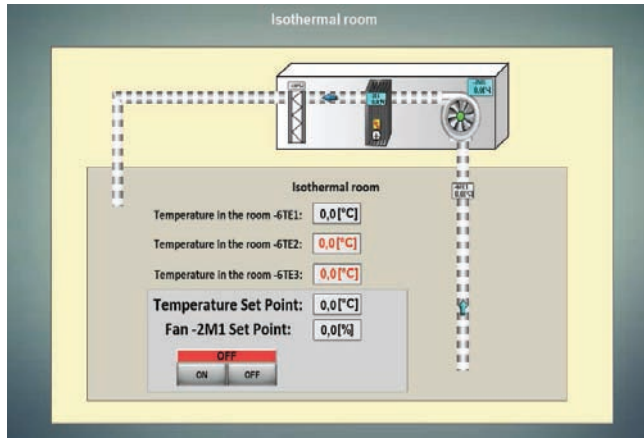 Isothermal room
0,0[°C]
Isothermal room
Temperature in the room -6TE1: 0,0[°C]
Temperature in the room -6TE2: 0,0[°C]
Temperature in the room -6TE3: 0,0[°C]
Temperature Set Point: 0,0[°C]
Fan -2M1 Set Point: 0,0[%]
OFF
ON OFF